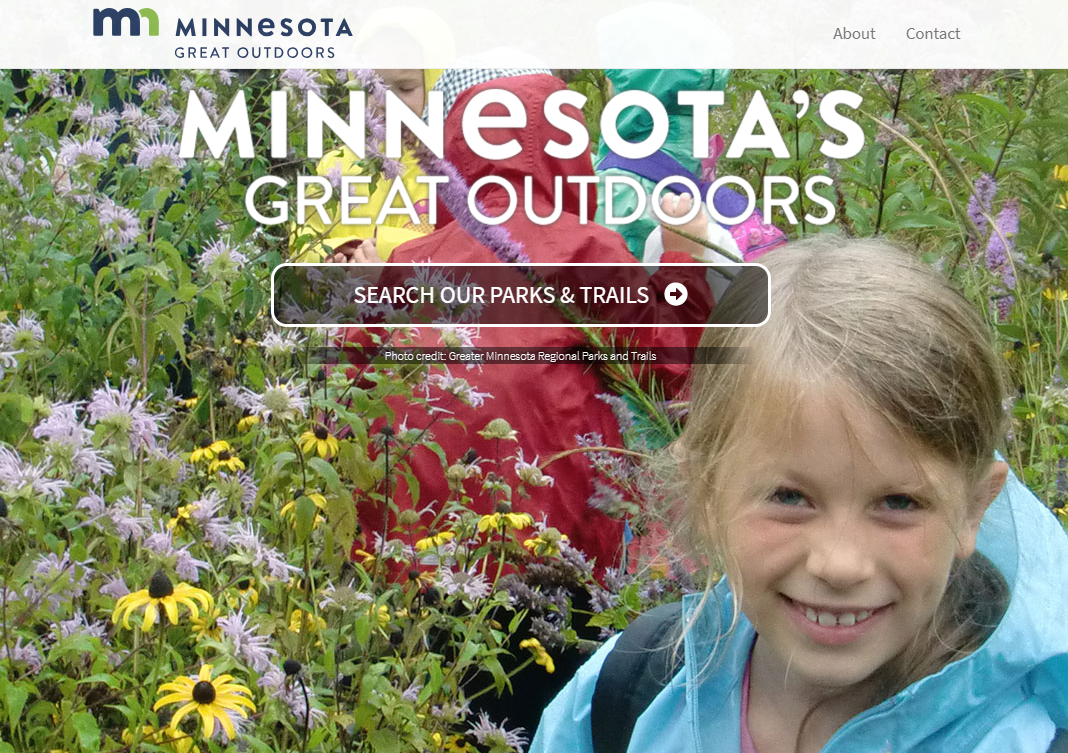 mn MINNeSOTA
GREAT OUTDOORS
About Contact
MINNeSOTA'S
GREAT OUTDOORS
SEARCH OUR PARKS & TRAILS
Photo credit: Greater Minnesota Regional Parks and Trails